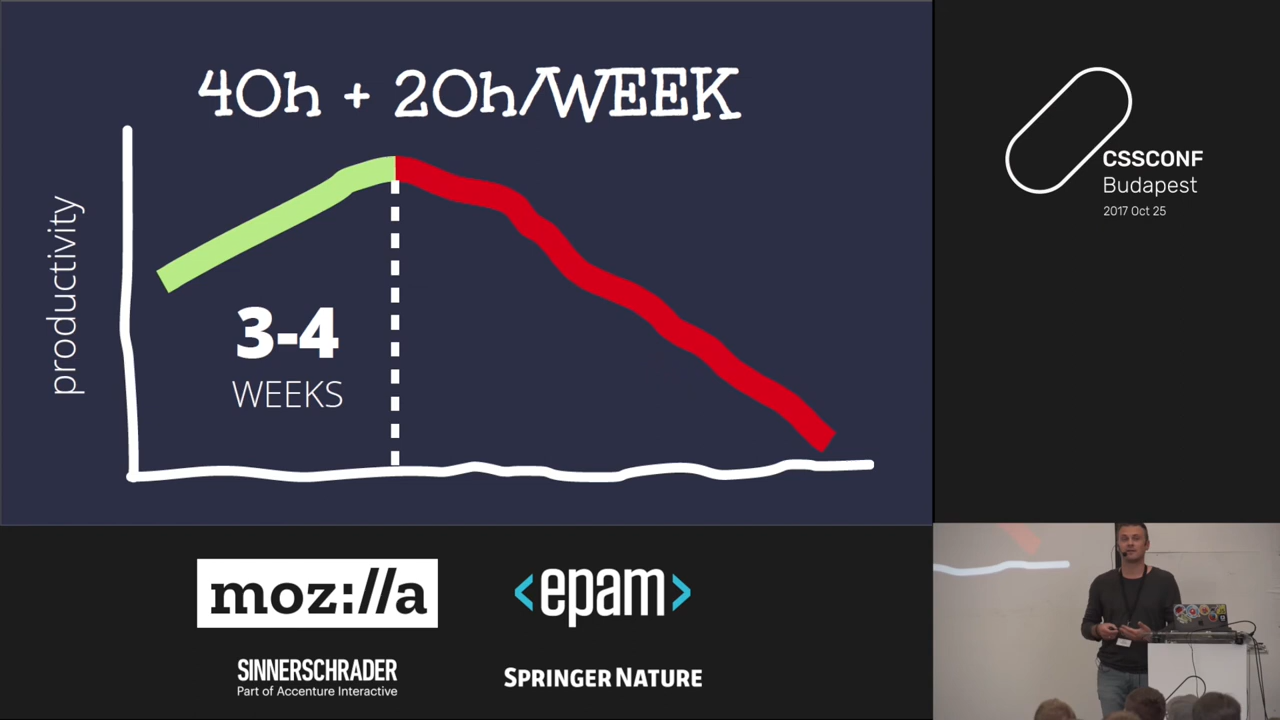 40h + 20h/WEEK
productivity
3-4
WEEKS
CSSCONF
Budapest
2017 Oct 25
moz://a
<epam>
SINNERSCHRADER
Part of Accenture Interactive
SPRINGER NATURE